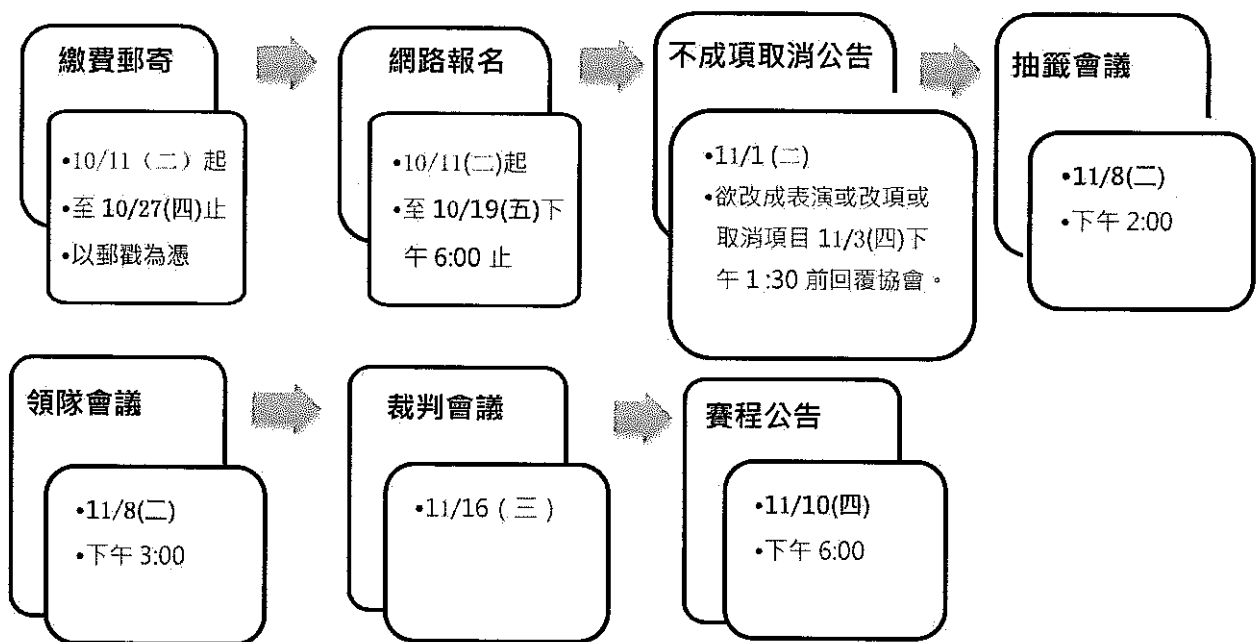 繳費郵寄
•10/11（二）起
•至 10/27(四)止
•以郵戳為憑
網路報名
•10/11(二)起
•至 10/19(五)下
午 6:00 止
不成項取消公告
•11/1 (二)
•欲改成表演或改項或
取消項目 11/3(四)下
午 1 :30 前回覆協會。
抽籤會議
•11/8(二)
•下午 2:00
領隊會議
•11/8(二)
•下午 3:00
裁判會議
•11/16 ( 三 )
賽程公告
•11/10(四)
•下午 6:00